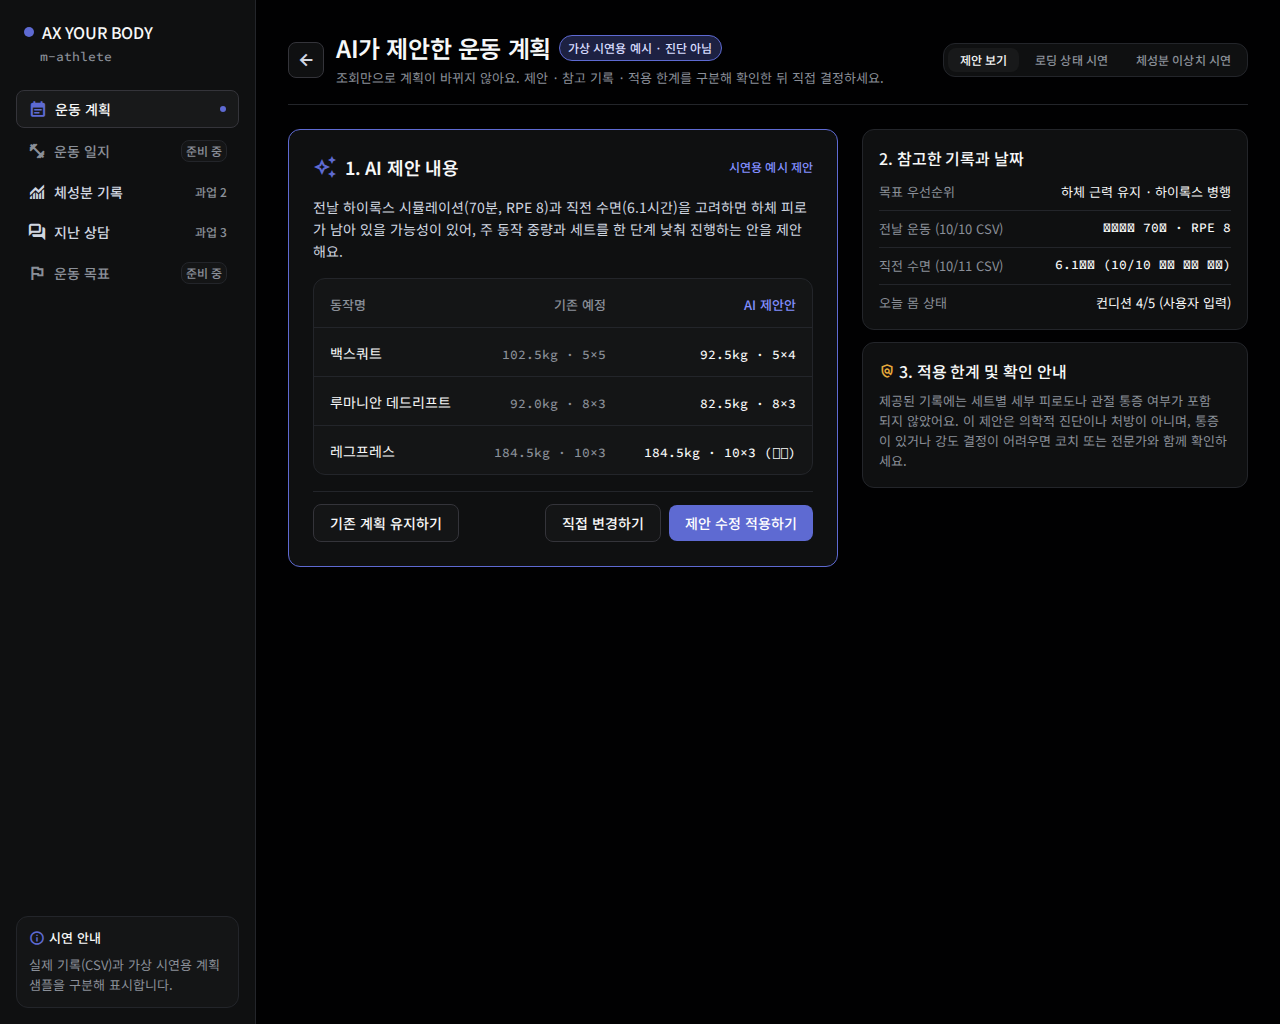 AX YOUR BODY
m-athlete
운동 계획
운동 일지
준비 중
체성분 기록
과업 2
지난 상담
과업 3
운동 목표
준비 중
시연 안내
실제 기록(CSV)과 가상 시연용 계획
샘플을 구분해 표시합니다.
AI가 제안한 운동 계획
가상 시연용 예시 · 진단 아님
조회만으로 계획이 바뀌지 않아요. 제안 · 참고 기록 · 적용 한계를 구분해 확인한 뒤 직접 결정하세요.
제안 보기
로딩 상태 시연
체성분 이상치 시연
1. AI 제안 내용
시연용 예시 제안
전날 하이록스 시뮬레이션(70분, RPE 8)과 직전 수면(6.1시간)을 고려하면 하체 피로
가 남아 있을 가능성이 있어, 주 동작 중량과 세트를 한 단계 낮춰 진행하는 안을 제안
해요.
동작명
기존 예정
AI 제안안
백스쿼트
102.5kg · 5×5
92.5kg · 5×4
루마니안 데드리프트
92.0kg · 8×3
82.5kg · 8×3
레그프레스
184.5kg · 10×3
184.5kg · 10×3
기존 계획 유지하기
직접 변경하기
제안 수정 적용하기
2. 참고한 기록과 날짜
목표 우선순위
하체 근력 유지 · 하이록스 병행
전날 운동 (10/10 CSV)
70 · RPE 8
직전 수면 (10/11 CSV)
6.1 (10/10
오늘 몸 상태
컨디션 4/5 (사용자 입력)
3. 적용 한계 및 확인 안내
제공된 기록에는 세트별 세부 피로도나 관절 통증 여부가 포함
되지 않았어요. 이 제안은 의학적 진단이나 처방이 아니며, 통증
이 있거나 강도 결정이 어려우면 코치 또는 전문가와 함께 확인하
세요.